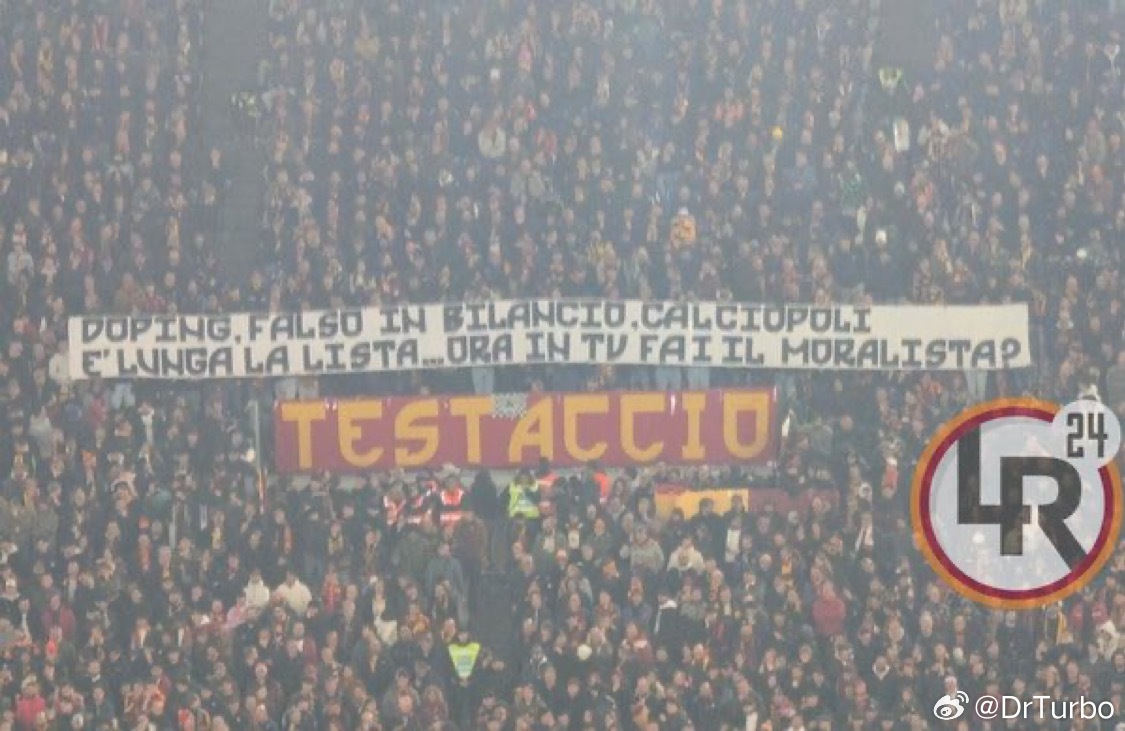 DOPING, FALSO IN BILANCIO, CALCIOPOLI
E' LUNGA LA LISTA... ORA IN TV FAI IL MORALISTA?
TESTACCIO
LR
24
@DrTurbo